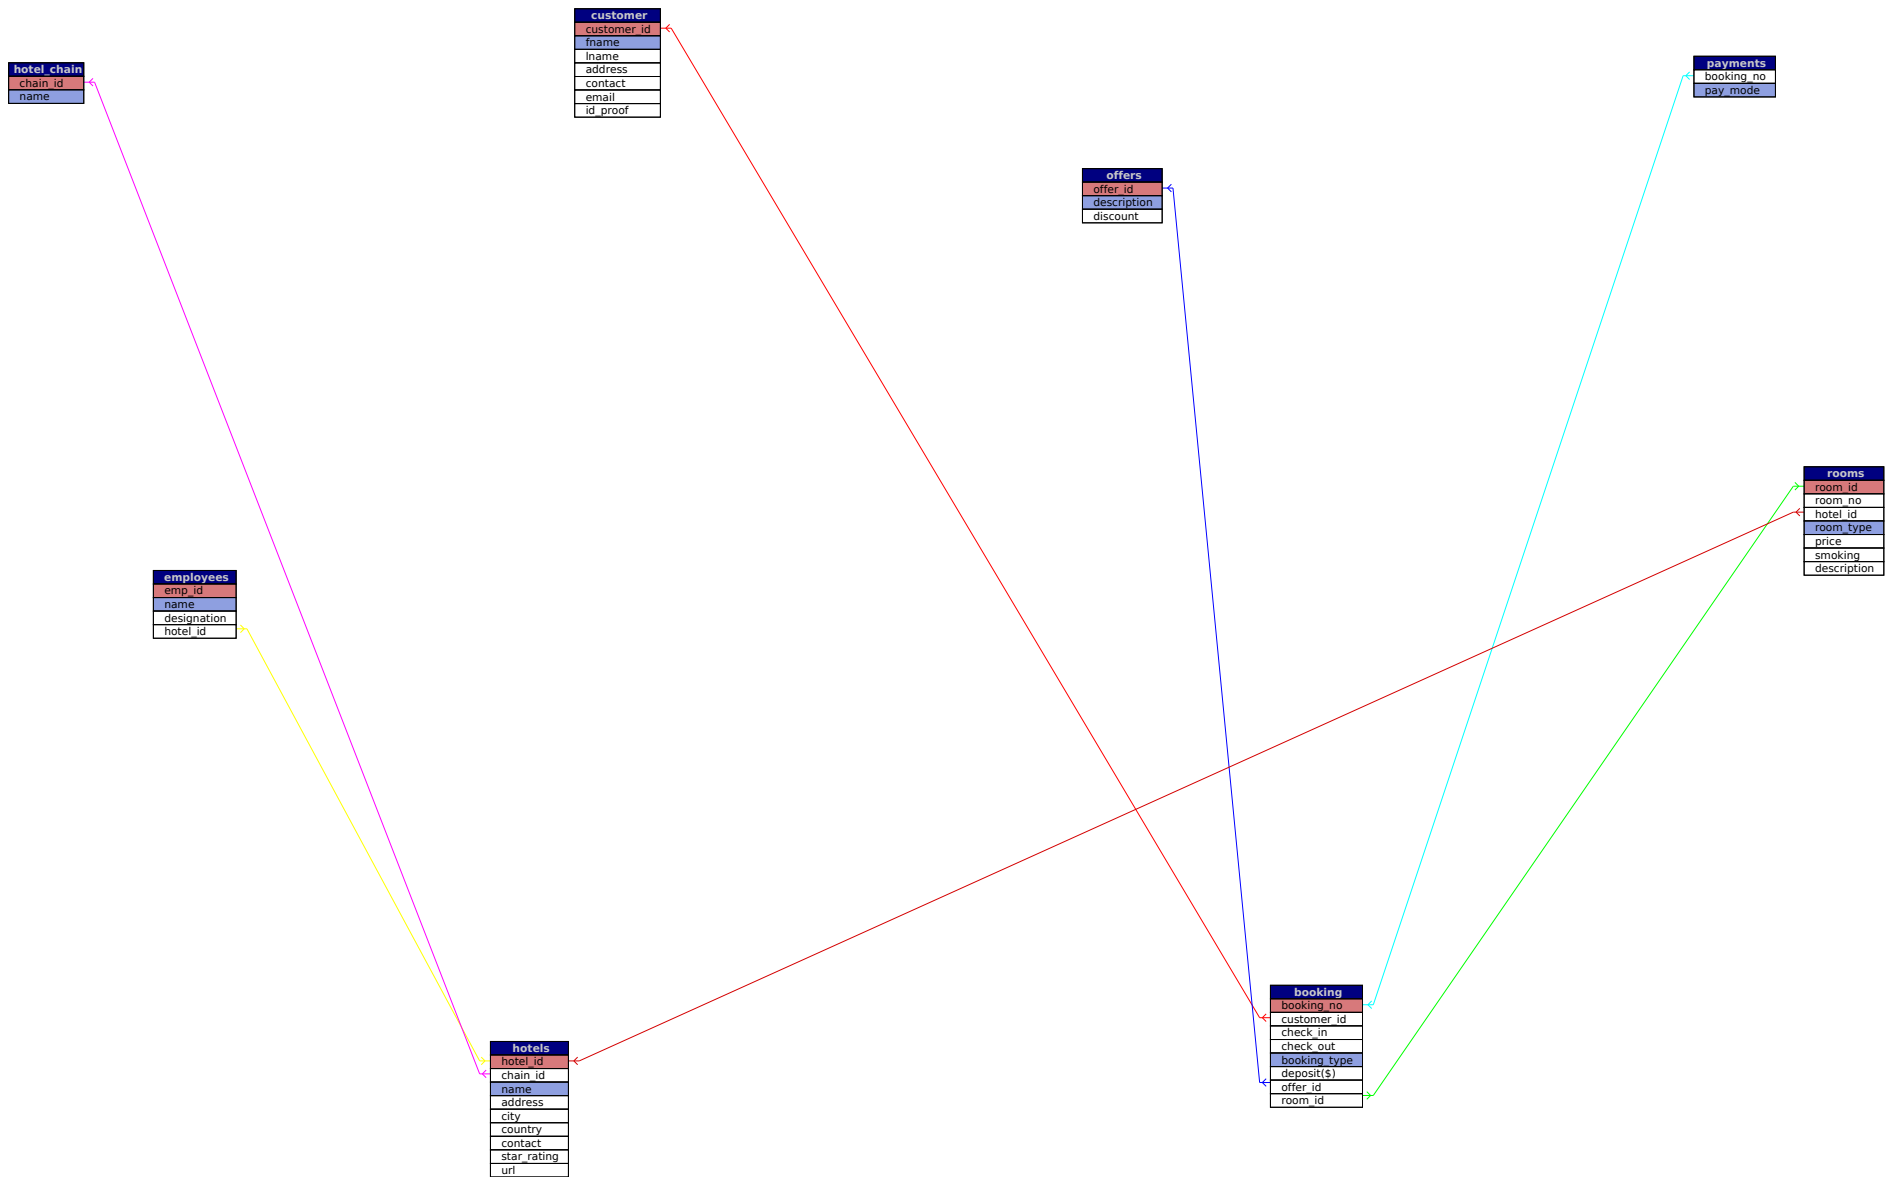 customer
customer_id
fname
lname
address
contact
email
id_proof
hotel_chain
chain_id
name
payments
booking_no
pay_mode
offers
offer_id
description
discount
rooms
room_id
room_no
hotel_id
room_type
price
smoking
description
employees
emp_id
name
designation
hotel_id
booking
booking_no
customer_id
check_in
check_out
booking_type
deposit($)
offer_id
room_id
hotels
hotel_id
chain_id
name
address
city
country
contact
star_rating
url